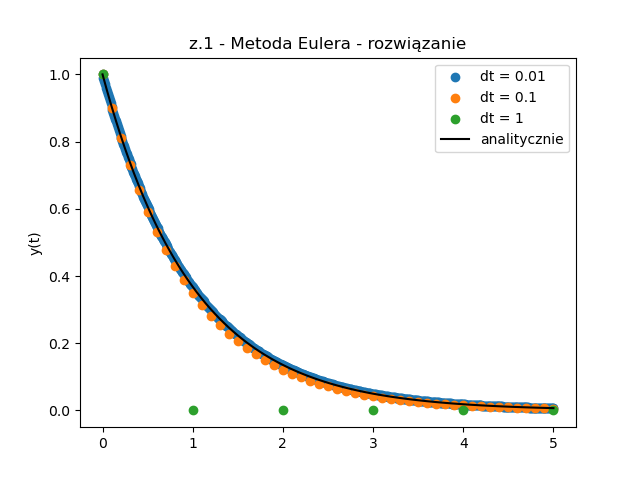 z.1 - Metoda Eulera - rozwiązanie
dt = 0.01
dt = 0.1
dt = 1
analitycznie
y(t)
1.0
0.8
0.6
0.4
0.2
0.0
0 1 2 3 4 5